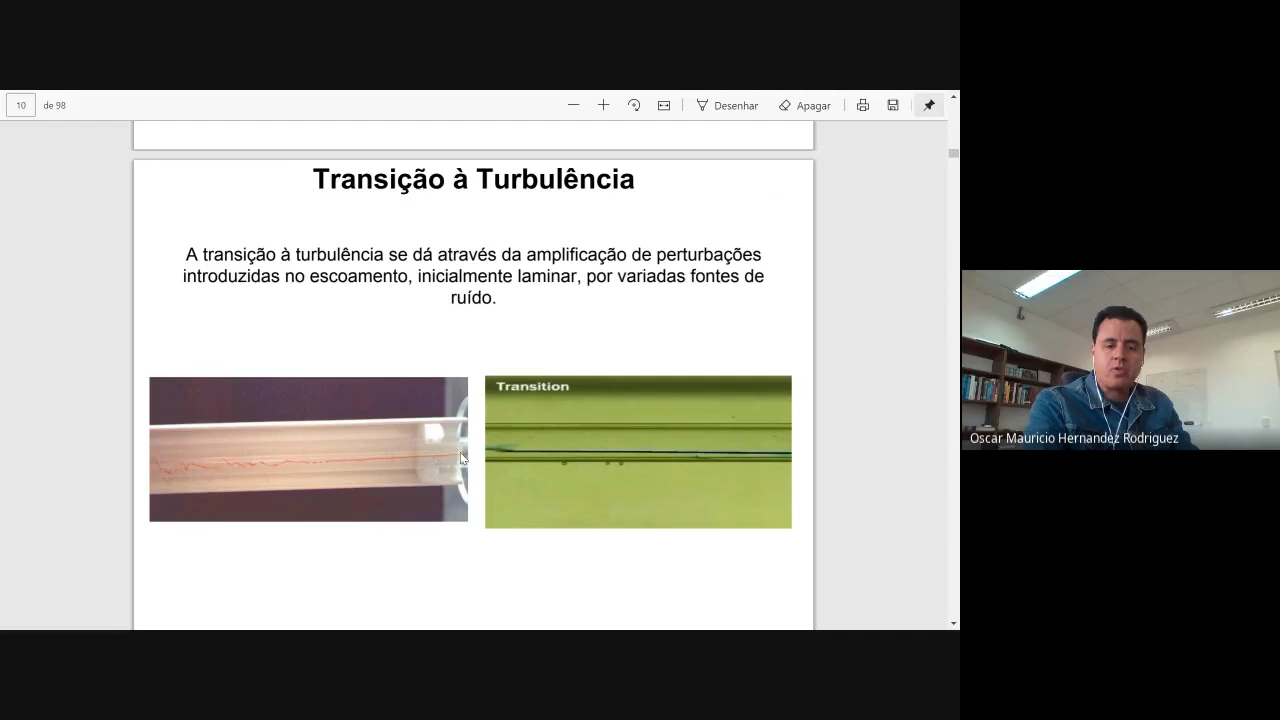 10 de 98
Desenhar
Apagar
Transição à Turbulência
A transição à turbulência se dá através da amplificação de perturbações
introduzidas no escoamento, inicialmente laminar, por variadas fontes de
ruído.
Transition
Oscar Mauricio Hernandez Rodriguez